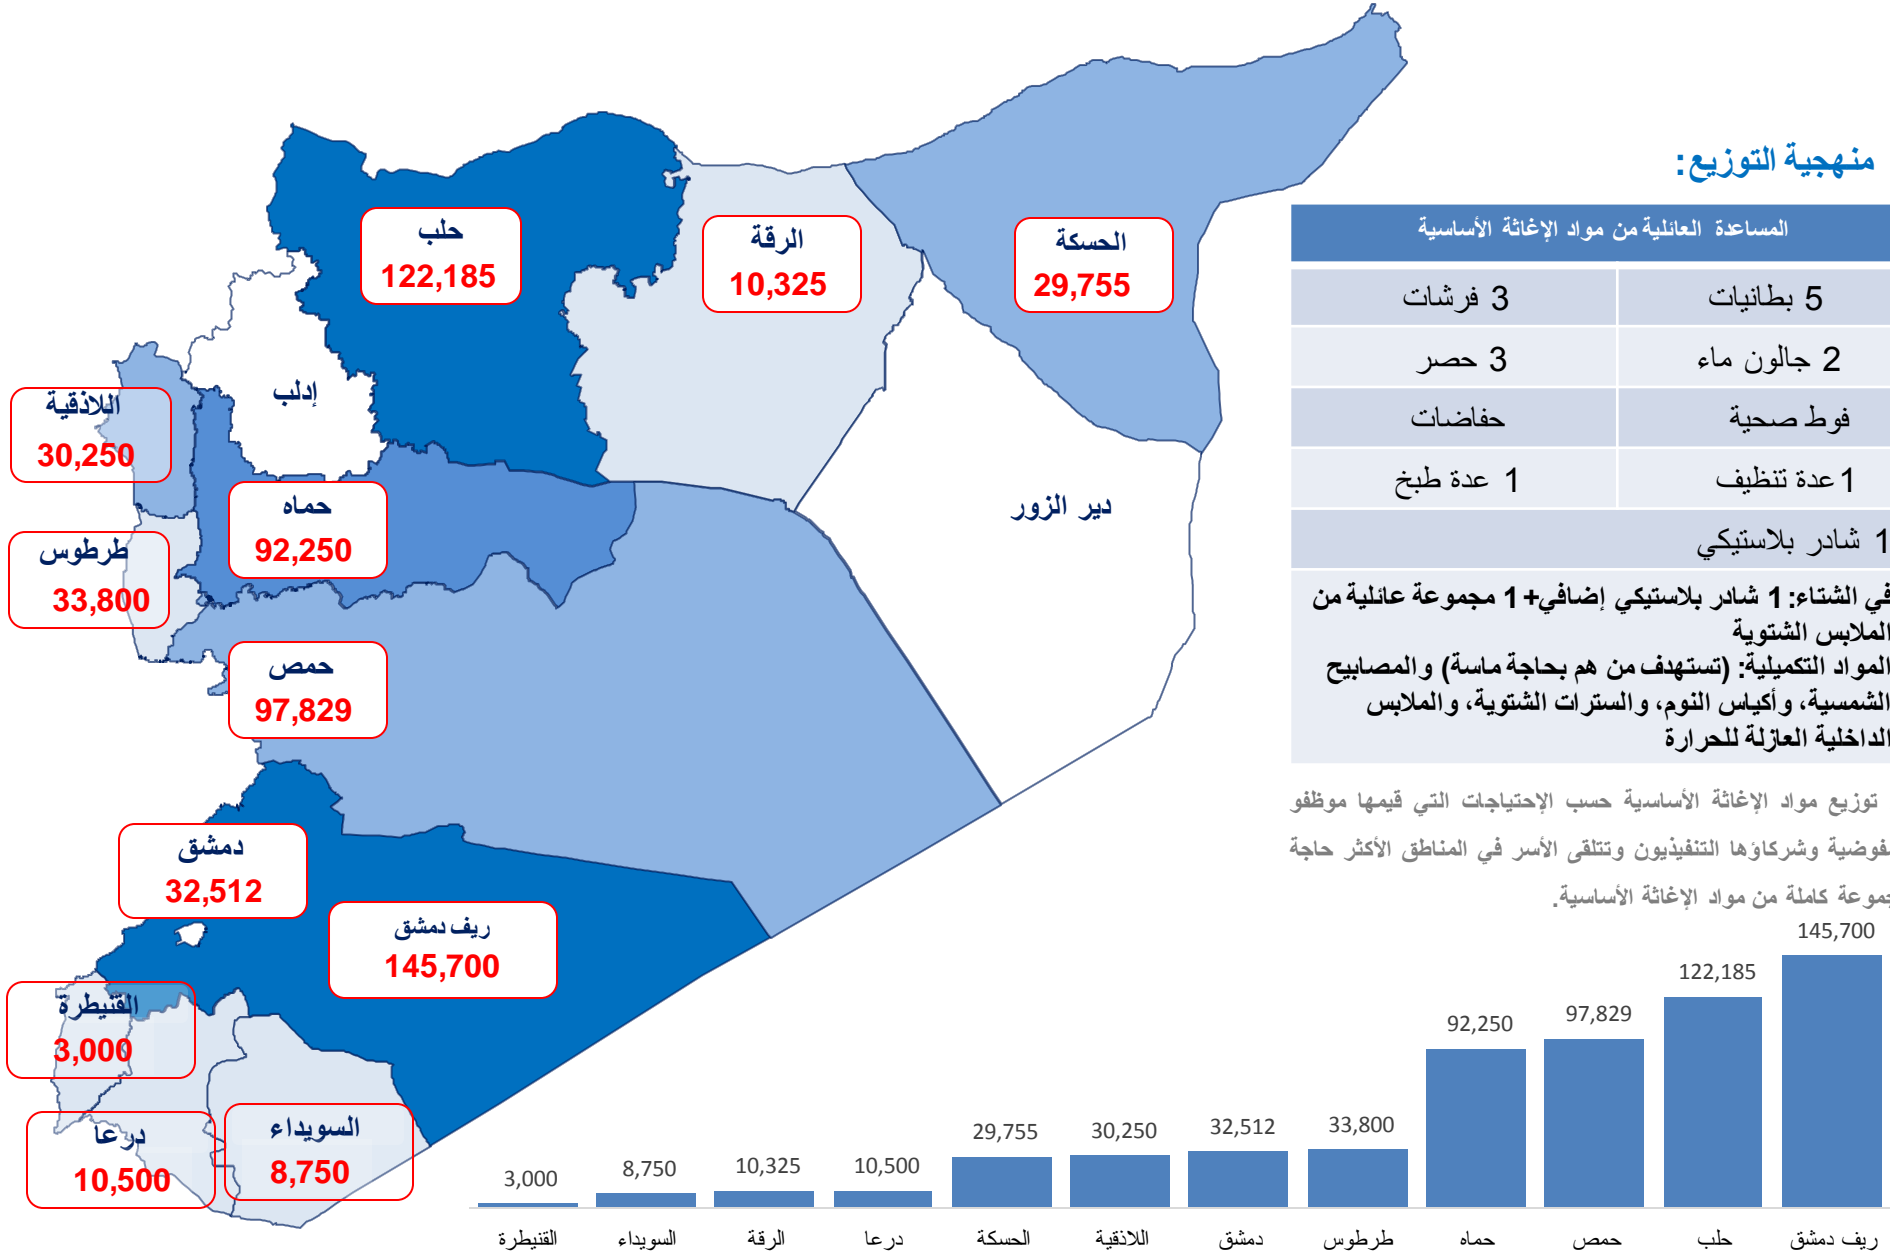 حلب
122,185
الرقة
10,325
الحسكة
29,755
إدلب
اللاذقية
30,250
حماه
92,250
طرطوس
33,800
دير الزور
حمص
97,829
دمشق
32,512
ريف دمشق
145,700
القنيطرة
3,000
درعا
10,500
السويداء
8,750
منهجية التوزيع:
المساعدة العائلية من مواد الإغاثة الأساسية
5 بطانيات
3 فرشات
2 جالون ماء
3 حصر
فوط صحية
حفاضات
1 عدة تنظيف
1 عدة طبخ
1 شادر بلاستيكي
في الشتاء: 1 شادر بلاستيكي إضافي+ 1 مجموعة عائلية من
الملابس الشتوية
المواد التكميلية: (تستهدف من هم بحاجة ماسة) والمصابيح
الشمسية، وأكياس النوم، والسترات الشتوية، والملابس
الداخلية العازلة للحرارة
توزيع مواد الإغاثة الأساسية حسب الإحتياجات التي قيمها موظفو
وشركاؤها التنفيذيون وتتلقى الأسر في المناطق الأكثر حاجة
كاملة من مواد الإغاثة الأساسية.
3,000
8,750
10,325
10,500
29,755
30,250
32,512
33,800
92,250
97,829
122,185
145,700
القنيطرة
السويداء
الرقة
درعا
الحسكة
اللاذقية
دمشق
طرطوس
حماه
حمص
حلب
ريف دمشق